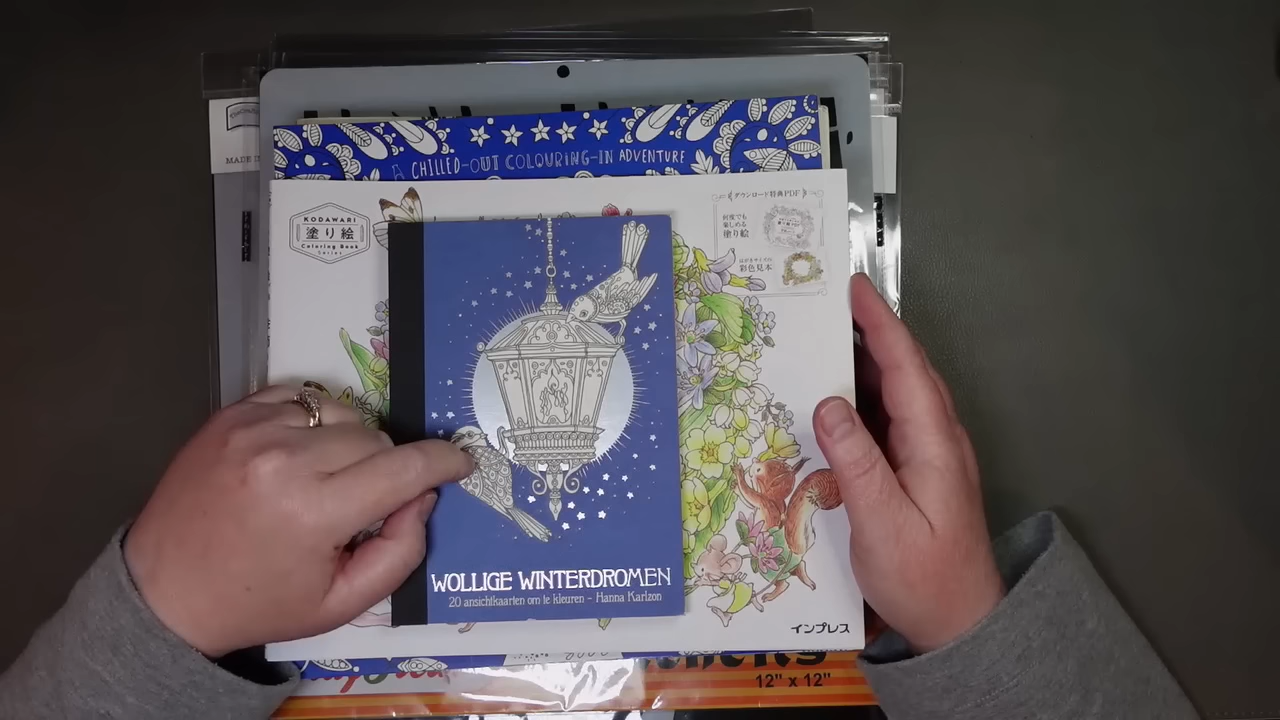 MADE IN
A CHILLED-OUT COLOURING-IN ADVENTURE
KODAWARI
塗り絵
Coloring Book
Series
ダウンロード特典PDF
何度でも
楽しめる
塗り絵
彩色見本
WOLLIGE WINTERDROMEN
20 ansichtkaarten om te kleuren - Hanna Karlzon
インプレス
12" x 12"